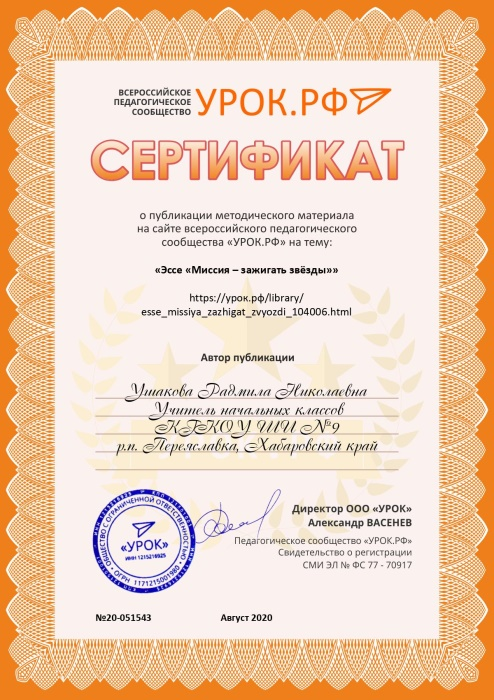 ВСЕРОССИЙСКОЕ
ПЕДАГОГИЧЕСКОЕ
СООБЩЕСТВО
УРОК.РФ
СЕРТИФИКАТ
о публикации методического материала
на сайте всероссийского педагогического
сообщества «УРОК.РФ» на тему:
«Эссе «Миссия – зажигать звёзды»»
https://урок.рф/library/
esse_missiya_zazhigat_zvyozdi_104006.html
Автор публикации
Ушакова Радмила Николаевна
Учитель начальных классов
КГКОУ ШИ №9
р.п. Переяславка, Хабаровский край
Директор ООО «УРОК»
Александр ВАСЕНЕВ
Педагогическое сообщество «УРОК.РФ»
Свидетельство о регистрации
СМИ ЭЛ № ФС 77 - 70917
ОБЩЕСТВО С ОГРАНИЧЕННОЙ ОТВЕТСТВЕННОСТЬЮ
«УРОК»
ИНН 1215216925
ОГРН 1171215001980
№20-051543
Август 2020